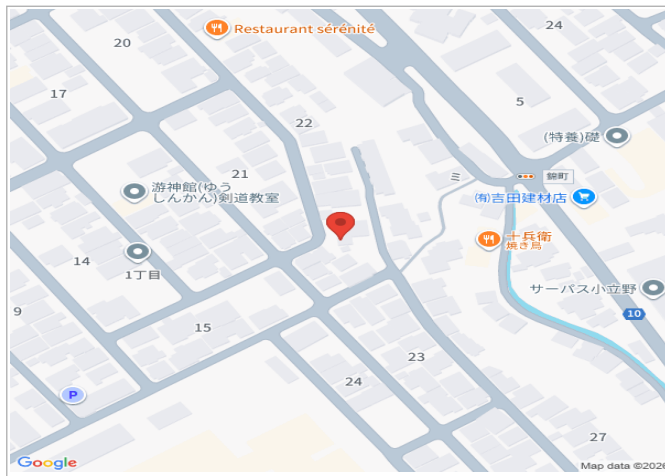 20
Restaurant sérénité
24
17
5
22
(特養)礎
21
錦町
游神館(ゆう
しんかん)剣道教室
(有)吉田建材店
十兵衛
焼き鳥
14
1丁目
サーバス小立野
9
10
15
23
24
P
27
Google
Map data ©202